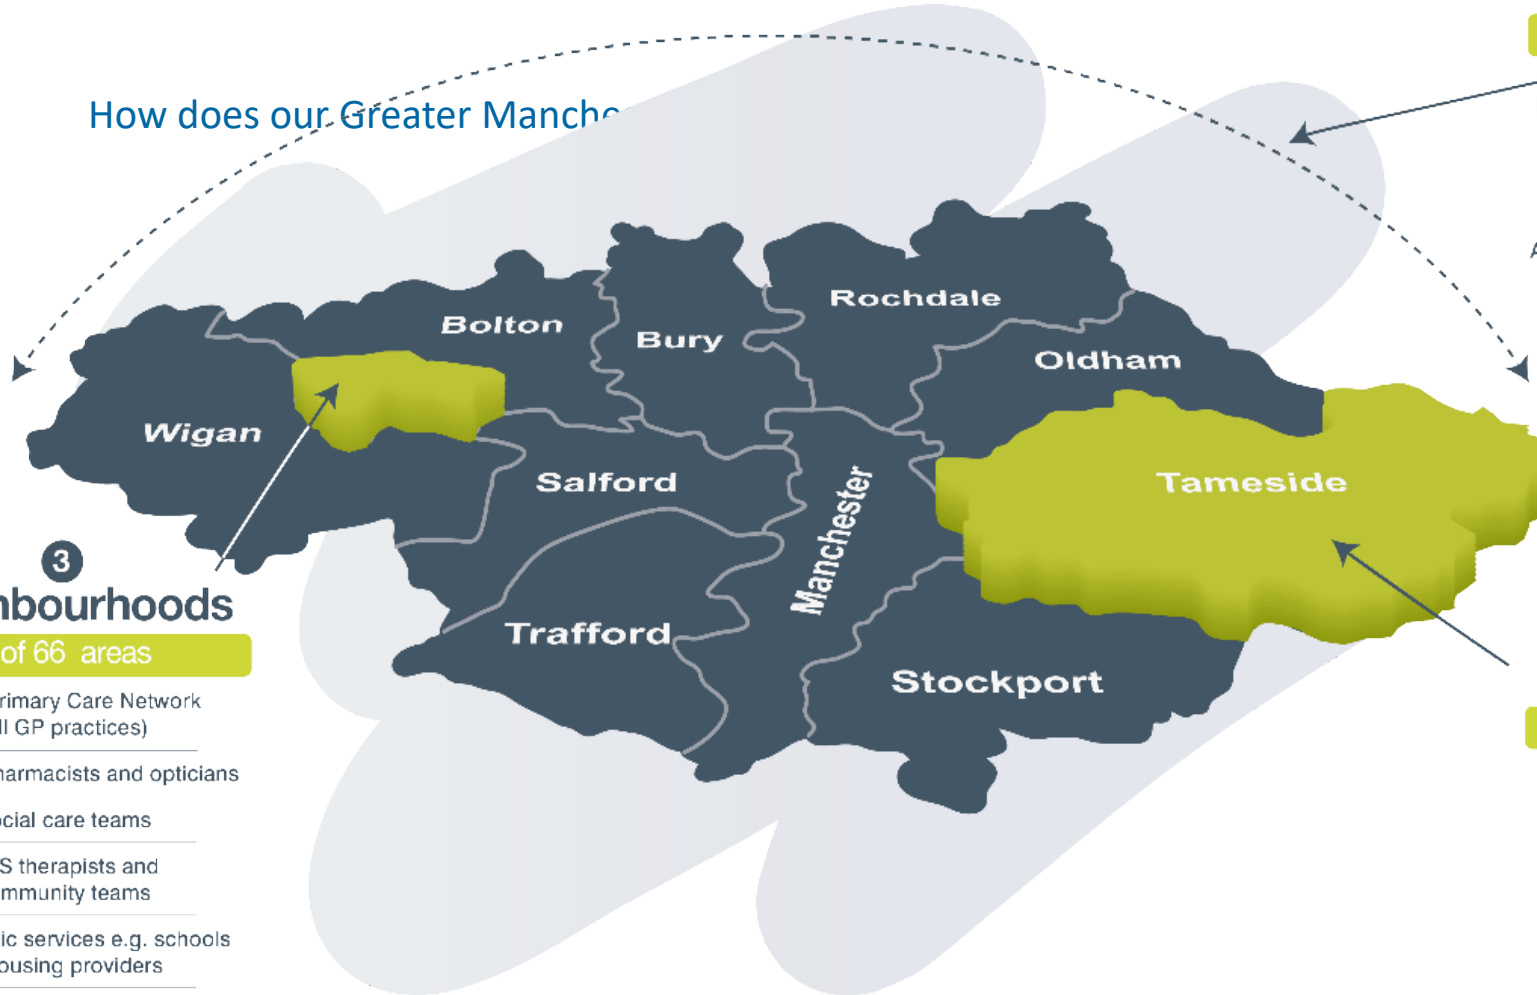 How does our Greater Manche
Rochdale
Bolton
Bury
Oldham
Wigan
Salford
Tameside
Manchester
Trafford
Stockport
3
nbourhoods
of 66 areas
rimary Care Network
ll GP practices)
harmacists and opticians
ocial care teams
S therapists and
mmunity teams
ic services e.g. schools
ousing providers